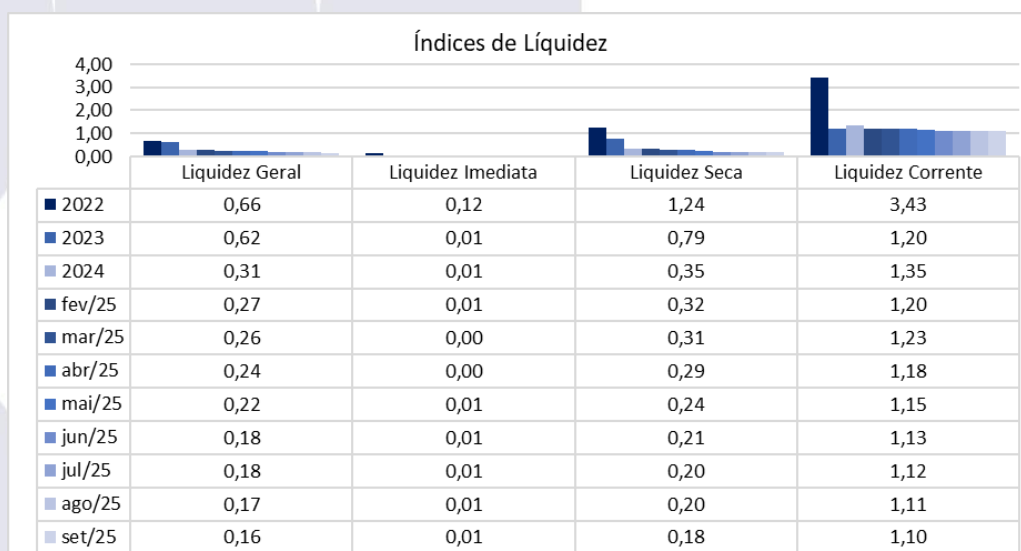 Índices de Líquidez
4,00
3,00
2,00
1,00
0,00
Liquidez Geral Liquidez Imediata Liquidez Seca Liquidez Corrente
2022 0,66 0,12 1,24 3,43
2023 0,62 0,01 0,79 1,20
2024 0,31 0,01 0,35 1,35
fev/25 0,27 0,01 0,32 1,20
mar/25 0,26 0,00 0,31 1,23
abr/25 0,24 0,00 0,29 1,18
mai/25 0,22 0,01 0,24 1,15
jun/25 0,18 0,01 0,21 1,13
jul/25 0,18 0,01 0,20 1,12
ago/25 0,17 0,01 0,20 1,11
set/25 0,16 0,01 0,18 1,10